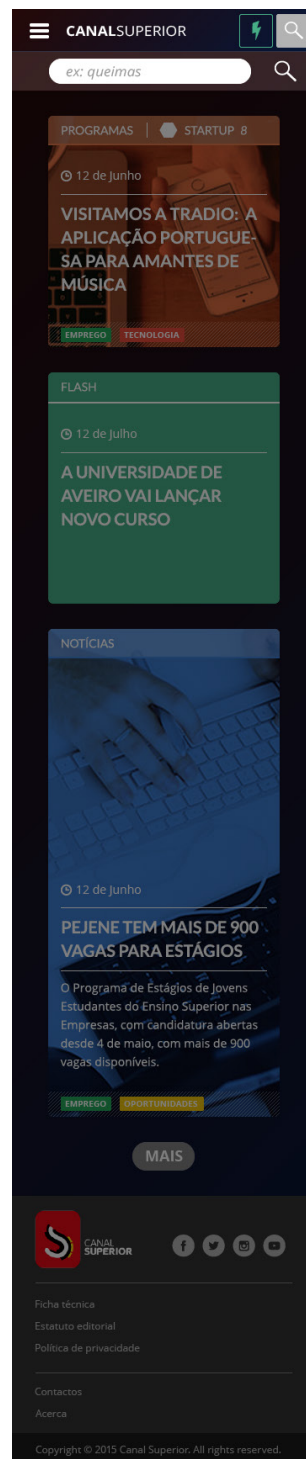 CANALSUPERIOR
ex: queimas
PROGRAMAS | STARTUP 8
12 de Junho
VISITAMOS A TRADIO: A
APLICAÇÃO PORTUGUE-
SA PARA AMANTES DE
MÚSICA
EMPREGO TECNOLOGIA
FLASH
12 de Julho
A UNIVERSIDADE DE
AVEIRO VAI LANÇAR
NOVO CURSO
NOTÍCIAS
12 de Junho
PEJENE TEM MAIS DE 900
VAGAS PARA ESTÁGIOS
O Programa de Estágios de Jovens
Estudantes do Ensino Superior nas
Empresas, com candidatura abertas
desde 4 de maio, com mais de 900
vagas disponíveis.
EMPREGO OPORTUNIDADES
MAIS
CANAL
SUPERIOR
Ficha técnica
Estatuto editorial
Política de privacidade
Contactos
Acerca
Copyright © 2015 Canal Superior. All rights reserved.